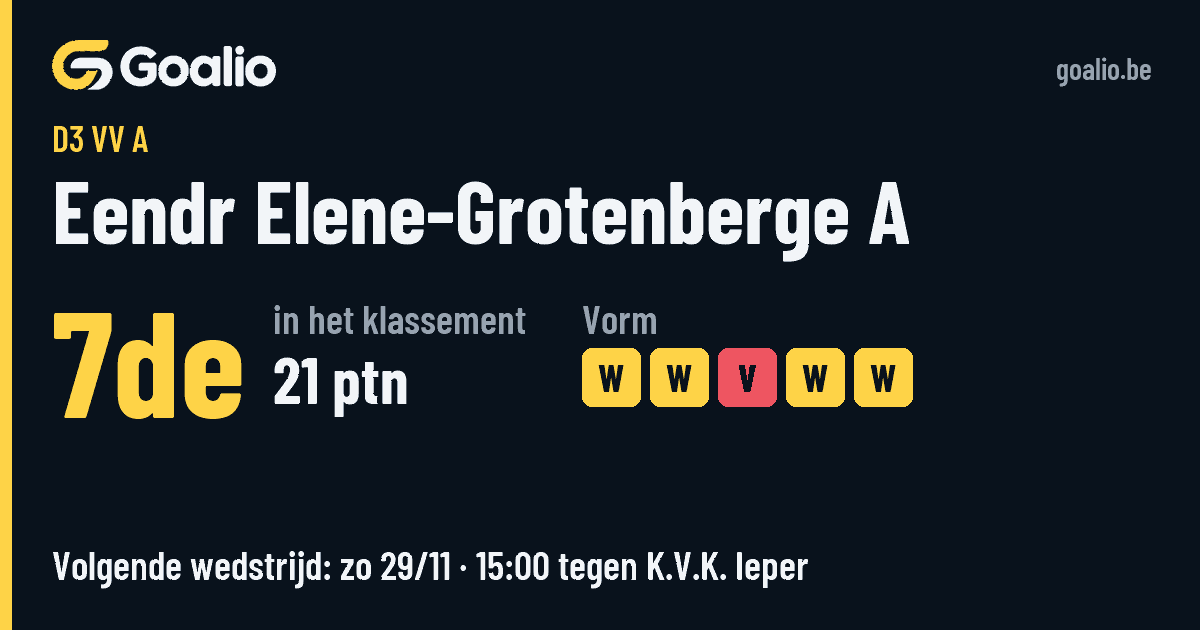 Goalio
goalio.be
D3 VV A
Eendr Elene-Grotenberge A
7de
in het klassement
21 ptn
Vorm
W W V W W
Volgende wedstrijd: zo 29/11 · 15:00 tegen K.V.K. Ieper